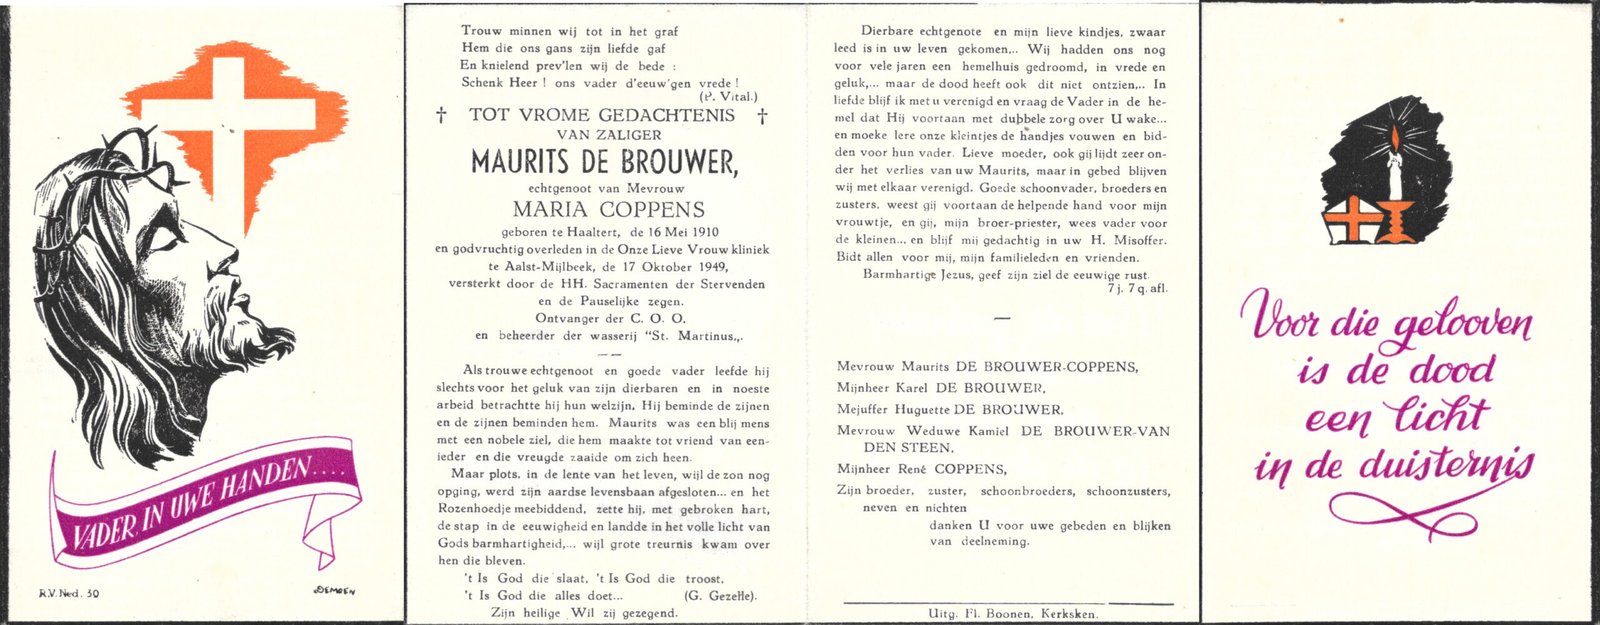 VADER, IN UWE HANDEN....
R.V. Ned. 50
DEMOEN
Trouw minnen wij tot in het graf
Hem die ons gans zijn liefde gaf
En knielend prev'len wij de bede :
Schenk Heer ! ons vader d'eeuw'gen vrede !
(P. Vital.)
† TOT VROME GEDACHTENIS †
VAN ZALIGER
MAURITS DE BROUWER,
echtgenoot van Mevrouw
MARIA COPPENS
geboren te Haaltert, de 16 Mei 1910
en godvruchtig overleden in de Onze Lieve Vrouw kliniek
te Aalst-Mijlbeek, de 17 Oktober 1949,
versterkt door de HH. Sacramenten der Stervenden
en de Pauselijke zegen.
Ontvanger der C. O. O.
en beheerder der wasserij "St. Martinus„.
Als trouwe echtgenoot en goede vader leefde hij
slechts voor het geluk van zijn dierbaren en in noeste
arbeid betrachtte hij hun welzijn. Hij beminde de zijnen
en de zijnen beminden hem. Maurits was een blij mens
met een nobele ziel, die hem maakte tot vriend van een-
ieder en die vreugde zaaide om zich heen.
Maar plots, in de lente van het leven, wijl de zon nog
opging, werd zijn aardse levensbaan afgesloten... en het
Rozenhoedje meebiddend, zette hij, met gebroken hart,
de stap in de eeuwigheid en landde in het volle licht van
Gods barmhartigheid,... wijl grote treurnis kwam over
hen die bleven.
't Is God die slaat, 't Is God die troost,
't Is God die alles doet... (G. Gezelle).
Zijn heilige Wil zij gezegend.
Dierbare echtgenote en mijn lieve kindjes, zwaar
leed is in uw leven gekomen,.. Wij hadden ons nog
voor vele jaren een hemelhuis gedroomd, in vrede en
geluk,... maar de dood heeft ook dit niet ontzien,.. In
liefde blijf ik met u verenigd en vraag de Vader in de he-
mel dat Hij voortaan met dubbele zorg over U wake...
en moeke lere onze kleintjes de handjes vouwen en bid-
den voor hun vader. Lieve moeder, ook gij lijdt zeer on-
der het verlies van uw Maurits, maar in gebed blijven
wij met elkaar verenigd. Goede schoonvader, broeders en
zusters, weest gij voortaan de helpende hand voor mijn
vrouwtje, en gij, mijn broer-priester, wees vader voor
de kleinen... en blijf mij gedachtig in uw H. Misoffer.
Bidt allen voor mij, mijn familieleden en vrienden.
Barmhartige Jezus, geef zijn ziel de eeuwige rust.
7 j. 7 q. afl.
Mevrouw Maurits DE BROUWER-COPPENS,
Mijnheer Karel DE BROUWER,
Mejuffer Huguette DE BROUWER,
Mevrouw Weduwe Kamiel DE BROUWER-VAN
DEN STEEN,
Mijnheer René COPPENS,
Zijn broeder, zuster, schoonbroeders, schoonzusters,
neven en nichten
danken U voor uwe gebeden en blijken
van deelneming.
Uitg. Fl. Boonen, Kerksken.
Voor die gelooven
is de dood
een licht
in de duisternis